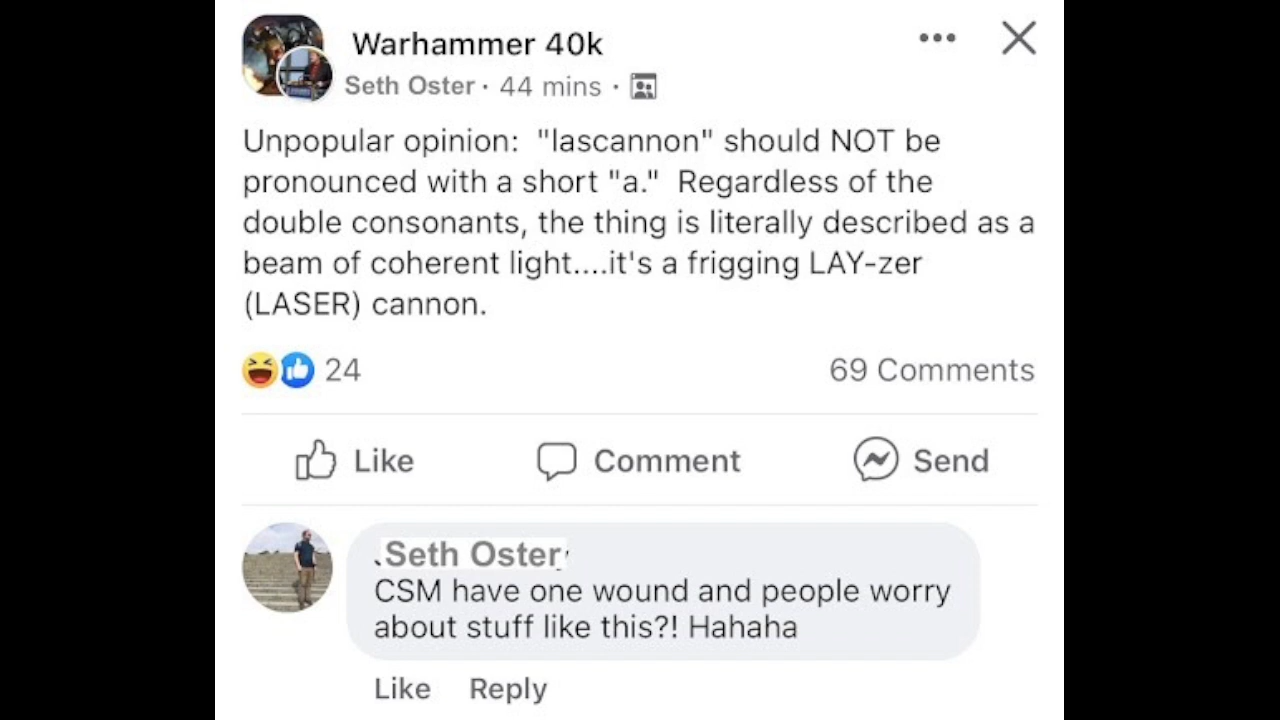 Warhammer 40k
Seth Oster · 44 mins ·
Unpopular opinion:  "lascannon" should NOT be
pronounced with a short "a."  Regardless of the
double consonants, the thing is literally described as a
beam of coherent light....it's a frigging LAY-zer
(LASER) cannon.
24 69 Comments
Like Comment Send
Seth Oster
CSM have one wound and people worry
about stuff like this?! Hahaha
Like Reply